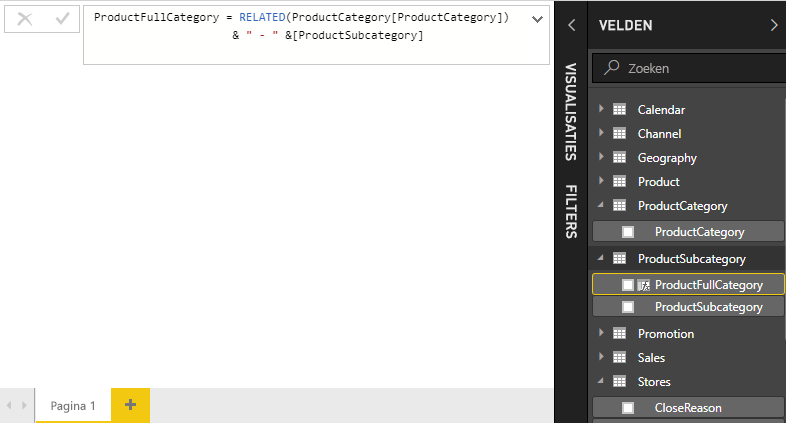 ProductFullCategory = RELATED(ProductCategory[ProductCategory])
& " - " &[ProductSubcategory]
Pagina 1
VISUALISATIES
FILTERS
VELDEN
Zoeken
Calendar
Channel
Geography
Product
ProductCategory
ProductCategory
ProductSubcategory
ProductFullCategory
ProductSubcategory
Promotion
Sales
Stores
CloseReason